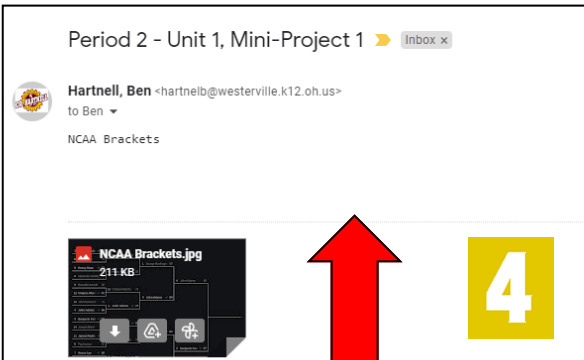 Period 2 - Unit 1, Mini-Project 1 Inbox x
Hartnell, Ben <hartnelb@westerville.k12.oh.us>
to Ben
NCAA Brackets
NCAA Brackets.jpg
211 KB
4